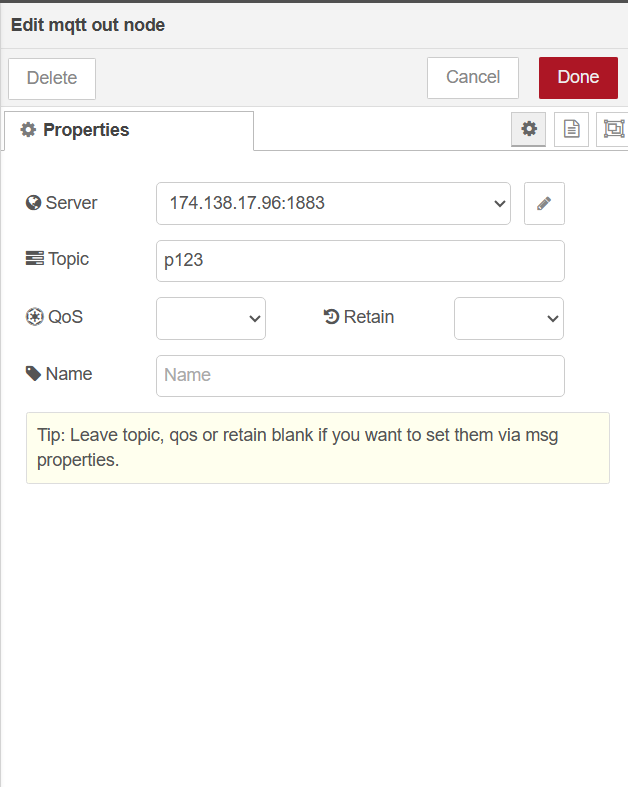 Edit mqtt out node
Delete
Cancel
Done
Properties
Server
174.138.17.96:1883
Topic
p123
QoS
Retain
Name
Name
Tip: Leave topic, qos or retain blank if you want to set them via msg
properties.